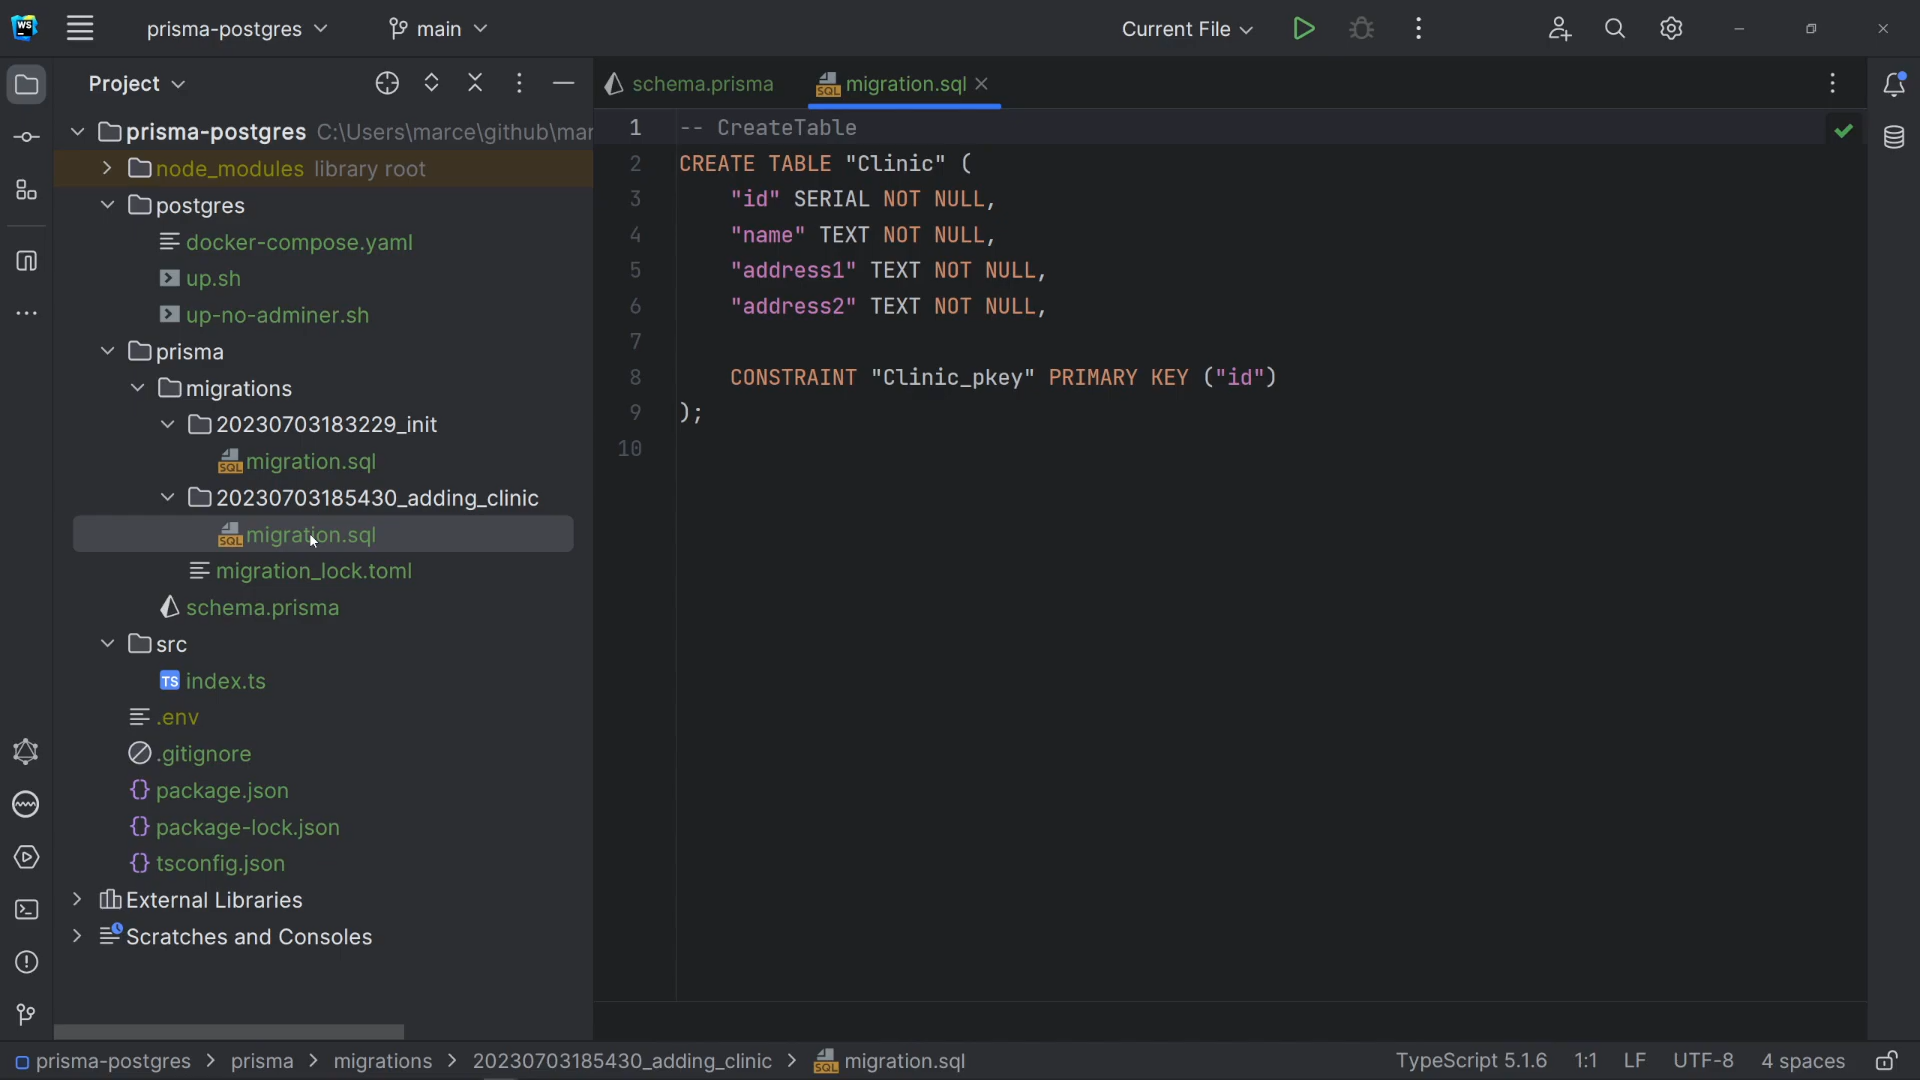 WS
prisma-postgres
main
Current File
Project
schema.prisma
migration.sql
prisma-postgres C:\Users\marce\github\mar
node_modules library root
postgres
docker-compose.yaml
up.sh
up-no-adminer.sh
prisma
migrations
20230703183229_init
SQL migration.sql
20230703185430_adding_clinic
SQL migration.sql
migration_lock.toml
schema.prisma
src
TS index.ts
.env
.gitignore
{} package.json
{} package-lock.json
{} tsconfig.json
External Libraries
Scratches and Consoles
1 -- CreateTable
2 CREATE TABLE "Clinic" (
3 "id" SERIAL NOT NULL,
4 "name" TEXT NOT NULL,
5 "address1" TEXT NOT NULL,
6 "address2" TEXT NOT NULL,
7
8 CONSTRAINT "Clinic_pkey" PRIMARY KEY ("id")
9 );
10
prisma-postgres > prisma > migrations > 20230703185430_adding_clinic > SQL migration.sql
TypeScript 5.1.6 1:1 LF UTF-8 4 spaces